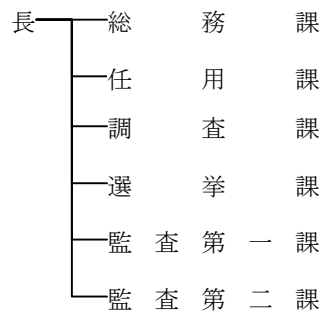 長 総務課
任用課
調査課
選挙課
監査第一課
監査第二課